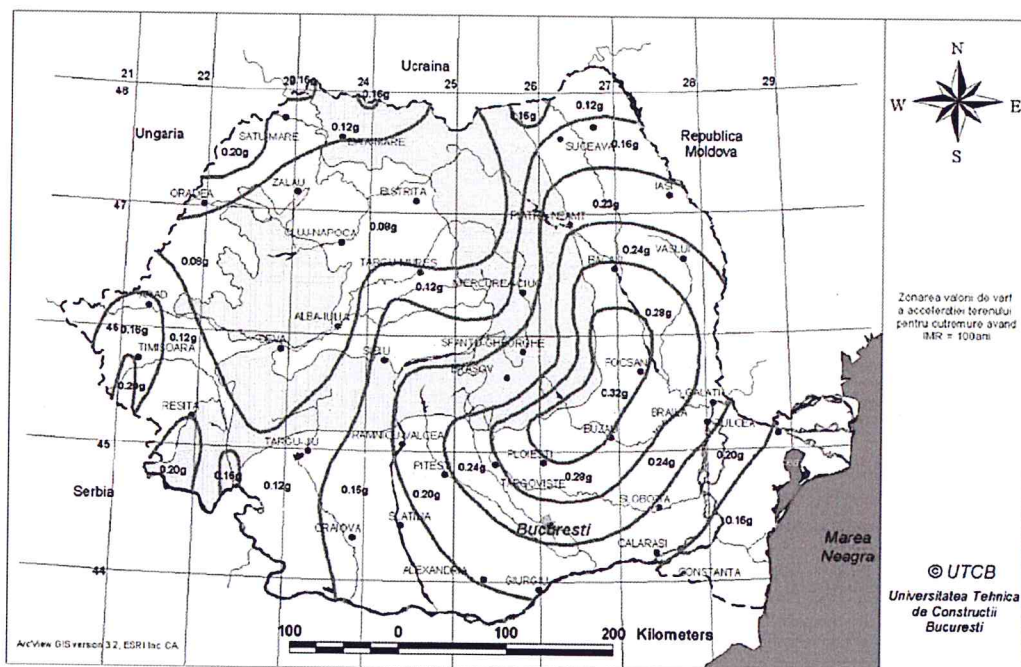 N
W E
S
Ucraina
21 22 24 25 26 27 28 29
48
0.16g
0.16g
Ungaria
SATU-MARE
0.12g
BAIA-MARE
0.12g
SUCEAVA
0.16g
Republica
Moldova
0.20g
ORADEA
47
ZALAU
BISTRITA
IASI
0.23g
PIATRA-NEAMT
CLUJ-NAPOCA
0.08g
0.08g
TARGU-MURES
0.12g
BACAU
0.24g
VASLUI
MERCUREA-CIUC
0.28g
0.16g
0.12g
ALBA-IULIA
TIMISOARA
DEVA
SIBIU
SFANTU-GHEORGHE
FOCSANI
0.32g
RESITA
GALATI
BRAILA
TULCEA
45
TARGU-JIU
RAMNICU-VALCEA
BUZAU
0.20g
Serbia
0.16g
0.12g
0.15g
0.20g
PITESTI
0.24g
PLOIESTI
TARGOVISTE
0.28g
0.24g
0.20g
SLOBOZIA
0.16g
SLATINA
CRAIOVA
Bucuresti
CALARASI
44
ALEXANDRIA
GIURGIU
CONSTANTA
Marea
Neagra
Zonarea valorii de varf
a acceleratiei terenului
pentru cutremure avand
IMR = 100ani
© UTCB
Universitatea Tehnica
de Constructii
Bucuresti
ArcView GIS version 3.2, ESRI Inc. CA
100 0 100 200 Kilometers